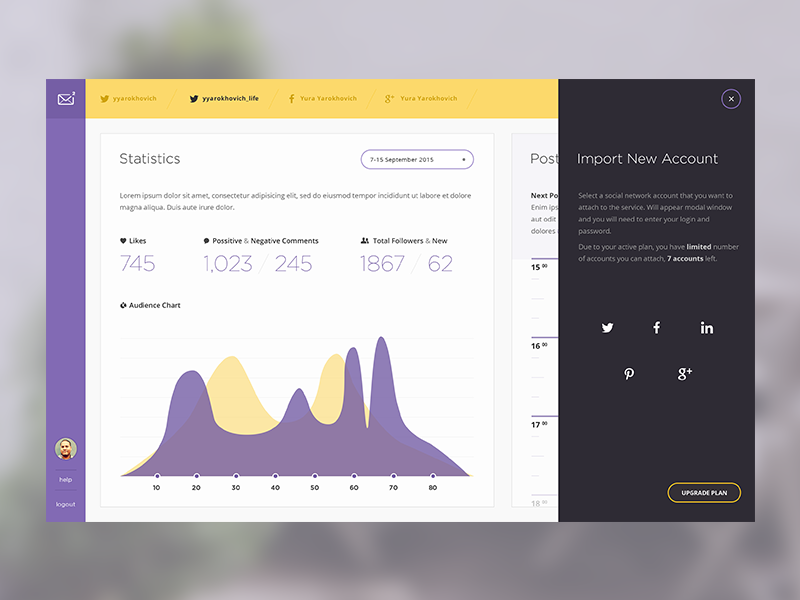 2
yyarokhovich
yyarokhovich_life
Yura Yarokhovich
Yura Yarokhovich
Statistics
7-15 September 2015
Lorem ipsum dolor sit amet, consectetur adipisicing elit, sed do eiusmod tempor incididunt ut labore et dolore
magna aliqua. Duis aute irure dolor.
Likes
745
Possitive & Negative Comments
1,023 / 245
Total Followers & New
1867 / 62
Audience Chart
10 20 30 40 50 60 70 80
help
logout
Post
Next Po
Enim ips
aut odit
dolores
15 00
16 00
17 00
18 00
Import New Account
Select a social network account that you want to
attach to the service. Will appear modal window
and you will need to enter your login and
password.
Due to your active plan, you have limited number
of accounts you can attach, 7 accounts left.
UPGRADE PLAN